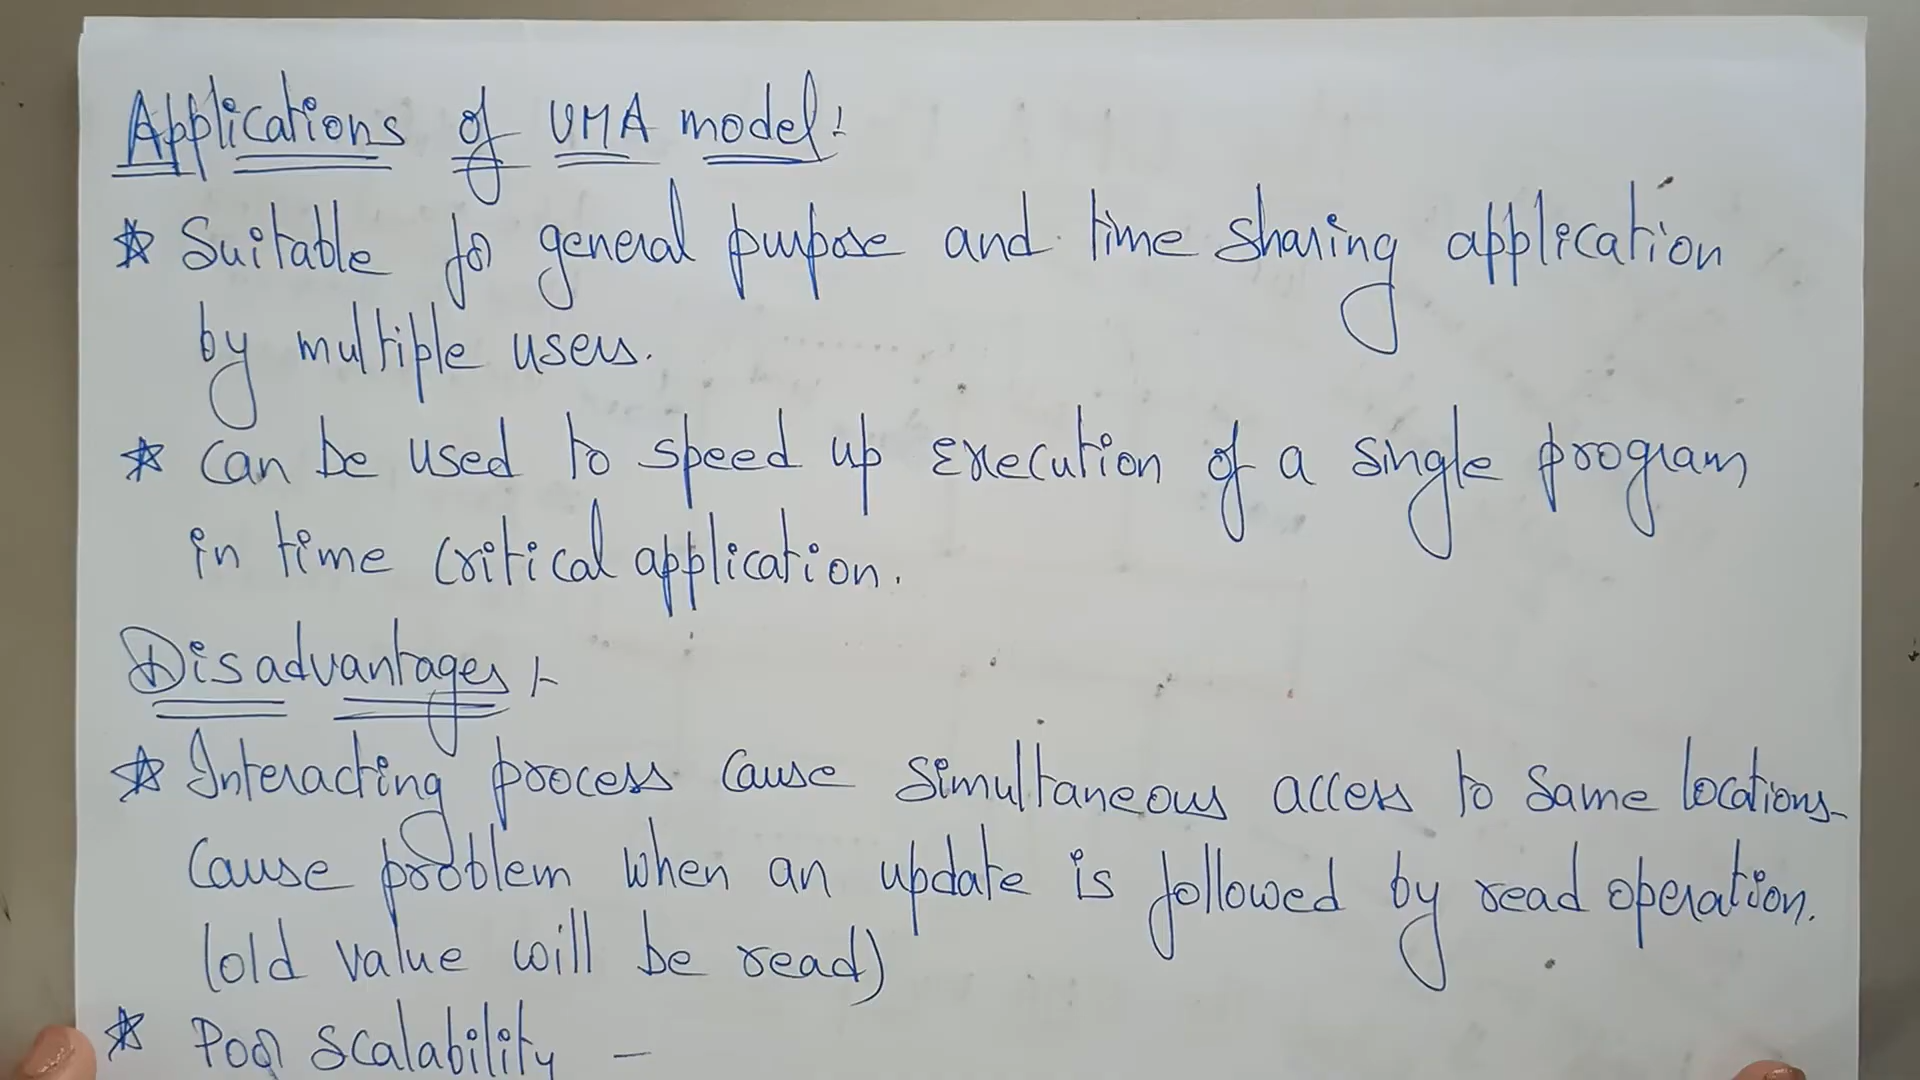 Applications of UMA model:
☆ Suitable for general purpose and time sharing application
by multiple users.
☆ can be used to speed up execution of a single program
in time critical application.
Disadvantages :-
☆ Interacting process cause simultaneous access to same locations-
cause problem when an update is followed by read operation.
(old value will be read)
☆ Poor scalability –